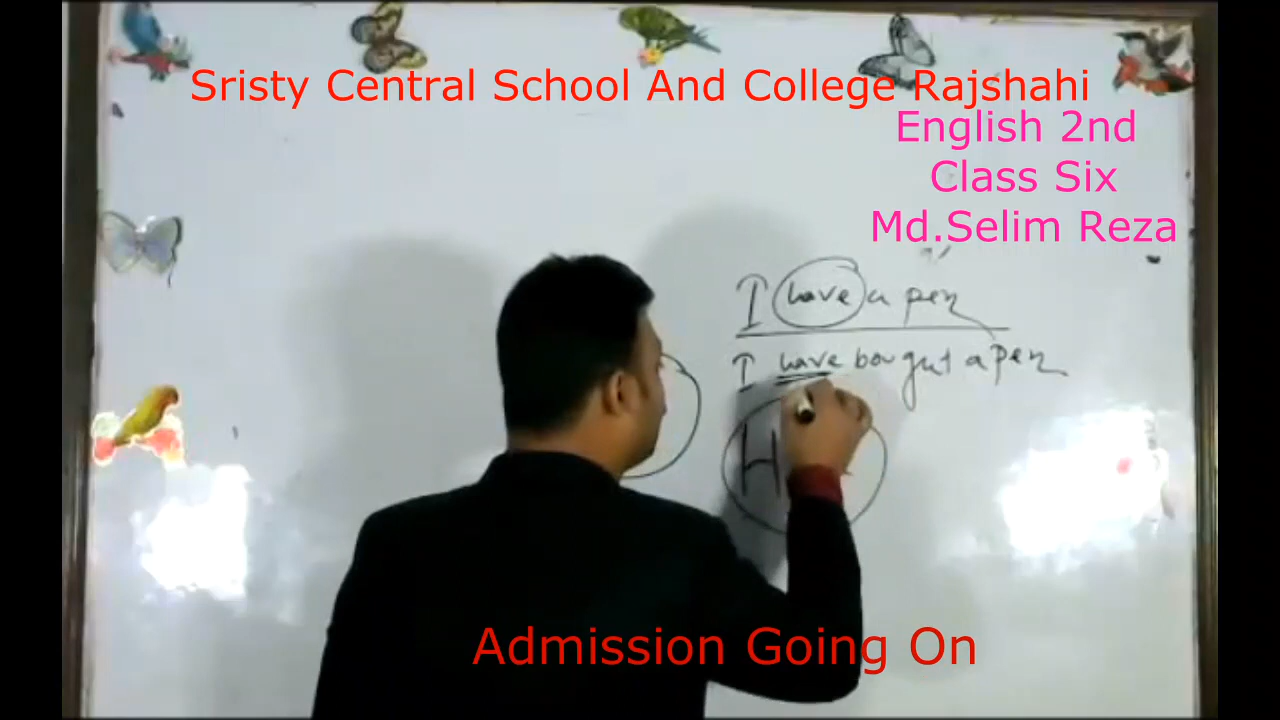 Sristy Central School And College Rajshahi
English 2nd
Class Six
Md.Selim Reza
I have a pen
I have bought a pen
H
Admission Going On